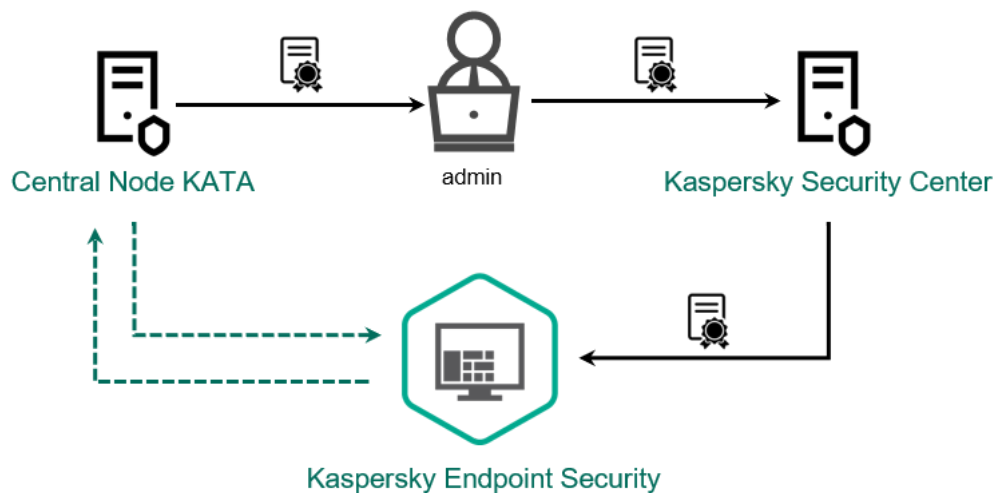 Central Node KATA
admin
Kaspersky Security Center
Kaspersky Endpoint Security